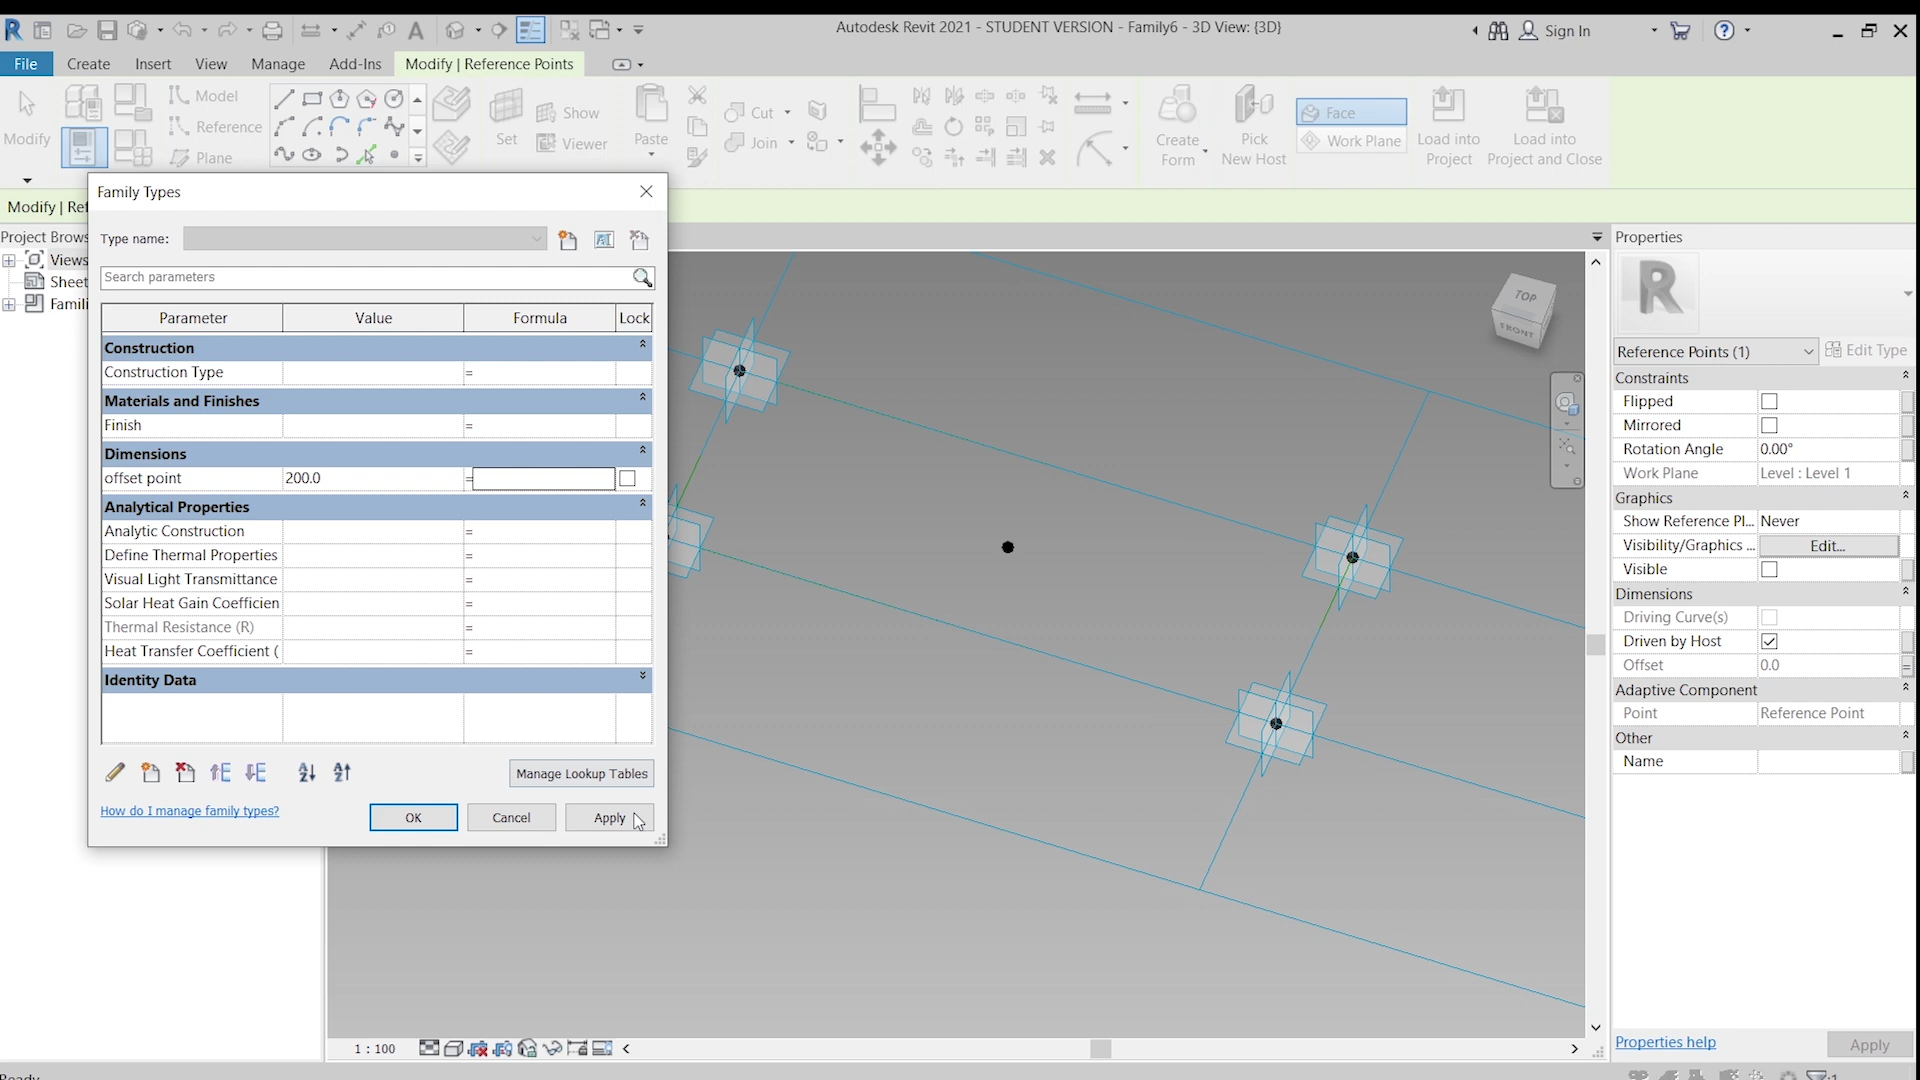 Autodesk Revit 2021 - STUDENT VERSION - Family6 - 3D View: {3D}
Sign In
File Create Insert View Manage Add-Ins Modify | Reference Points
Modify
Model
Reference
Plane
Set
Show
Viewer
Paste
Cut
Join
Create
Form
Pick
New Host
Face
Work Plane
Load into
Project
Load into
Project and Close
Modify | Ref
Project Brows
Views
Sheet
Famili
Family Types
Type name:
Search parameters
Parameter Value Formula Lock
Construction
Construction Type =
Materials and Finishes
Finish =
Dimensions
offset point 200.0 =
Analytical Properties
Analytic Construction =
Define Thermal Properties =
Visual Light Transmittance =
Solar Heat Gain Coefficien =
Thermal Resistance (R) =
Heat Transfer Coefficient ( =
Identity Data
Manage Lookup Tables
How do I manage family types?
OK Cancel Apply
TOP
FRONT
1 : 100
Properties
R
Reference Points (1) Edit Type
Constraints
Flipped
Mirrored
Rotation Angle 0.00°
Work Plane Level : Level 1
Graphics
Show Reference Pl... Never
Visibility/Graphics ... Edit...
Visible
Dimensions
Driving Curve(s)
Driven by Host
Offset 0.0 =
Adaptive Component
Point Reference Point
Other
Name
Properties help Apply
Ready